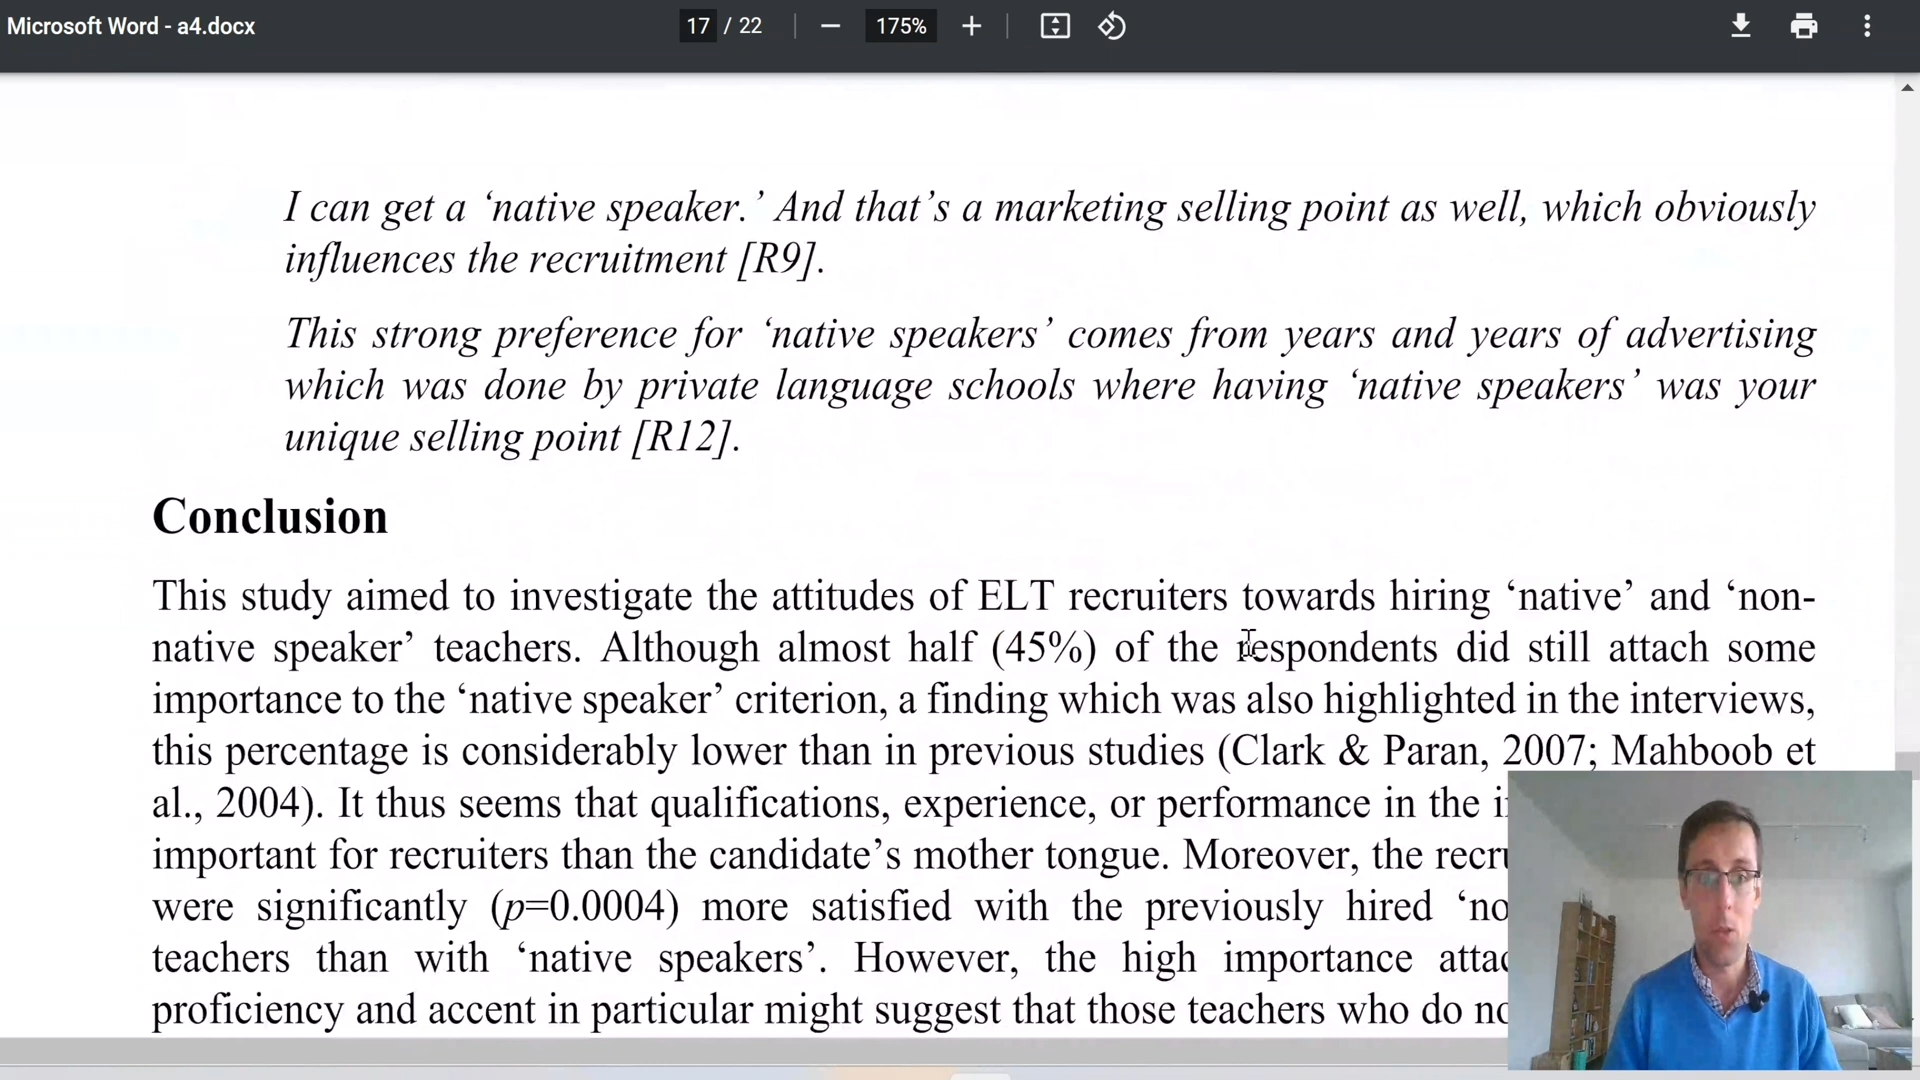 Microsoft Word - a4.docx
17 / 22
175%
I can get a ‘native speaker.’ And that’s a marketing selling point as well, which obviously
influences the recruitment [R9].
This strong preference for ‘native speakers’ comes from years and years of advertising
which was done by private language schools where having ‘native speakers’ was your
unique selling point [R12].
Conclusion
This study aimed to investigate the attitudes of ELT recruiters towards hiring ‘native’ and ‘non-
native speaker’ teachers. Although almost half (45%) of the respondents did still attach some
importance to the ‘native speaker’ criterion, a finding which was also highlighted in the interviews,
this percentage is considerably lower than in previous studies (Clark & Paran, 2007; Mahboob et
al., 2004). It thus seems that qualifications, experience, or performance in the
important for recruiters than the candidate’s mother tongue. Moreover, the
were significantly (p=0.0004) more satisfied with the previously hired
teachers than with ‘native speakers’. However, the high importance
proficiency and accent in particular might suggest that those teachers who do